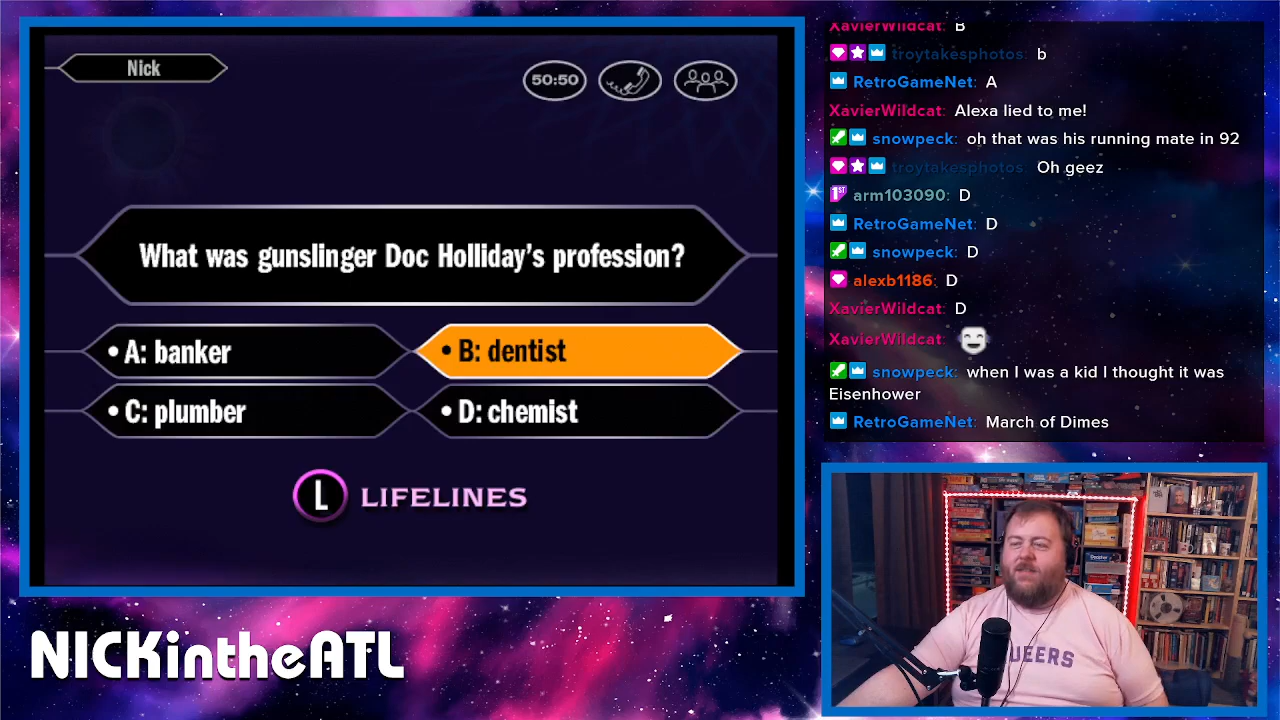 Nick
50:50
What was gunslinger Doc Holliday's profession?
• A: banker
• B: dentist
• C: plumber
• D: chemist
L LIFELINES
NICKintheATL
XavierWildcat: B
troytakesphotos: b
RetroGameNet: A
XavierWildcat: Alexa lied to me!
snowpeck: oh that was his running mate in 92
troytakesphotos: Oh geez
1ST arm103090: D
RetroGameNet: D
snowpeck: D
alexb1186: D
XavierWildcat: D
XavierWildcat:
snowpeck: when I was a kid I thought it was
Eisenhower
RetroGameNet: March of Dimes
UEERS